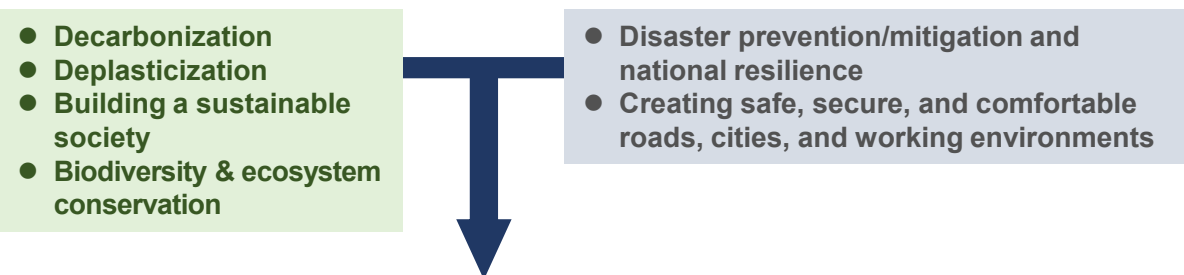 ● Decarbonization
● Deplasticization
● Building a sustainable
society
● Biodiversity & ecosystem
conservation
● Disaster prevention/mitigation and
national resilience
● Creating safe, secure, and comfortable
roads, cities, and working environments